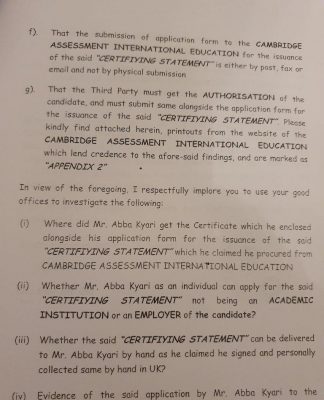 f). That the submission of application form to the CAMBRIDGE
ASSESSMENT INTERNATIONAL EDUCATION for the issuance
of the said "CERTIFIYING STATEMENT" is either by post, fax or
email and not by physical submission
g). That the Third Party must get the AUTHORISATION of the
candidate, and must submit same alongside the application form for
the issuance of the said "CERTIFIYING STATEMENT". Please
kindly find attached herein, printouts from the website of the
CAMBRIDGE ASSESSMENT INTERNATIONAL EDUCATION
which lend credence to the afore-said findings, and are marked as
"APPENDIX 2"
In view of the foregoing, I respectfully implore you to use your good
offices to investigate the following:
(i) Where did Mr. Abba Kyari get the Certificate which he enclosed
alongside his application form for the issuance of the said
"CERTIFIYING STATEMENT" which he claimed he procured from
CAMBRIDGE ASSESSMENT INTERNATIONAL EDUCATION
(ii) Whether Mr. Abba Kyari as an individual can apply for the said
"CERTIFIYING STATEMENT" not being an ACADEMIC
INSTITUTION or an EMPLOYER of the candidate?
(iii) Whether the said "CERTIFIYING STATEMENT" can be delivered
to Mr. Abba Kyari by hand as he claimed he signed and personally
collected same by hand in UK?
(iv) Evidence of the said application by Mr. Abba Kyari to the